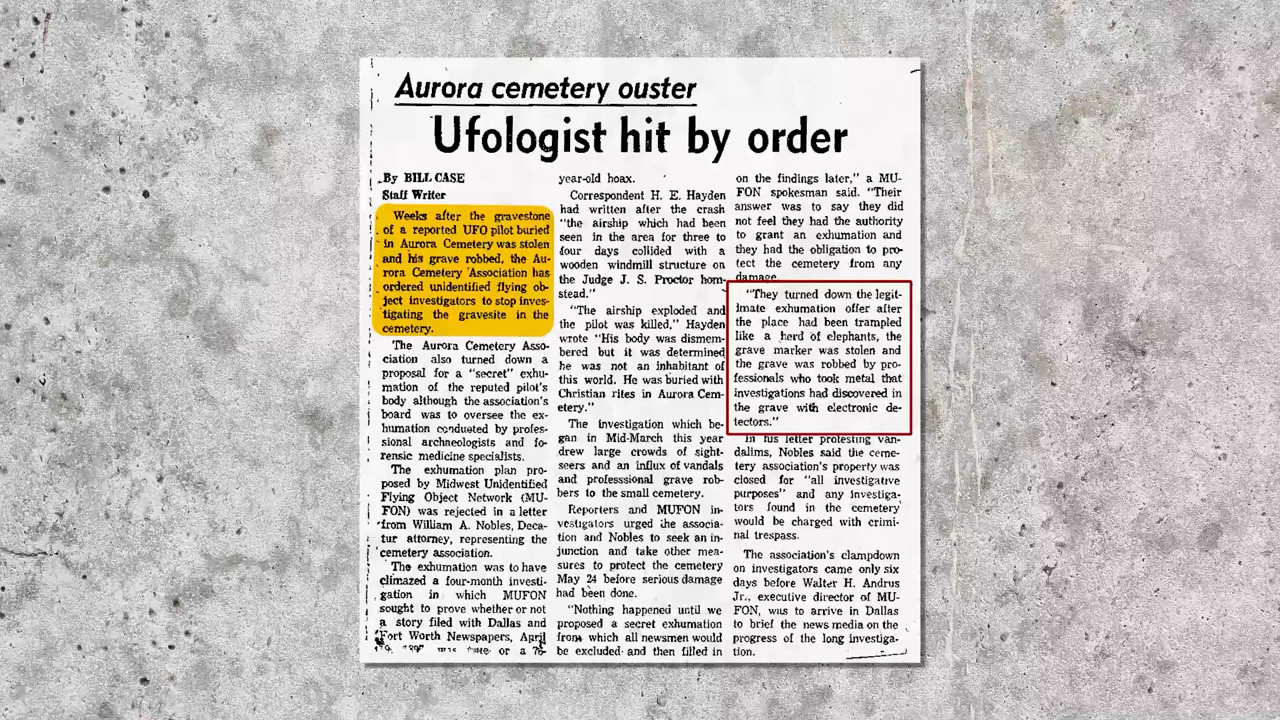 Aurora cemetery ouster
Ufologist hit by order
By BILL CASE
Staff Writer
Weeks after the gravestone
of a reported UFO pilot buried
in Aurora Cemetery was stolen
and his grave robbed, the Au-
rora Cemetery Association has
ordered unidentified flying ob-
ject investigators to stop inves-
tigating the gravesite in the
cemetery.
The Aurora Cemetery Asso-
ciation also turned down a
proposal for a "secret" exhu-
mation of the reputed pilot's
body although the association's
board was to oversee the ex-
humation conducted by profes-
sional archaeologists and fo-
rensic medicine specialists.
The exhumation plan pro-
posed by Midwest Unidentified
Flying Object Network (MU-
FON) was rejected in a letter
from William A. Nobles, Deca-
tur attorney, representing the
cemetery association.
The exhumation was to have
climazed a four-month investi-
gation in which MUFON
sought to prove whether or not
a story filed with Dallas and
Fort Worth Newspapers, April
1897 was or a 76-
year-old hoax.
Correspondent H. E. Hayden
had written after the crash
"the airship which had been
seen in the area for three to
four days collided with a
wooden windmill structure on
the Judge J. S. Proctor hom-
stead."
"The airship exploded and
the pilot was killed," Hayden
wrote "His body was dismem-
bered but it was determined
he was not an inhabitant of
this world. He was buried with
Christian rites in Aurora Cem-
etery."
The investigation which be-
gan in Mid-March this year
drew large crowds of sight-
seers and an influx of vandals
and professsional grave rob-
bers to the small cemetery.
Reporters and MUFON in-
vestigators urged the associa-
tion and Nobles to seek an in-
junction and take other mea-
sures to protect the cemetery
May 24 before serious damage
had been done.
"Nothing happened until we
proposed a secret exhumation
from which all newsmen would
be excluded and then filled in
on the findings later," a MU-
FON spokesman said. "Their
answer was to say they did
not feel they had the authority
to grant an exhumation and
they had the obligation to pro-
tect the cemetery from any
damage.
"They turned down the legit-
imate exhumation offer after
the place had been trampled
like a herd of elephants, the
grave marker was stolen and
the grave was robbed by pro-
fessionals who took metal that
investigations had discovered in
the grave with electronic de-
tectors."
In his letter protesting van-
dalims, Nobles said the ceme-
tery association's property was
closed for "all investigative
purposes" and any investiga-
tors found in the cemetery
would be charged with crimi-
nal trespass.
The association's clampdown
on investigators came only six
days before Walter H. Andrus
Jr., executive director of MU-
FON, was to arrive in Dallas
to brief the news media on the
progress of the long investiga-
tion.